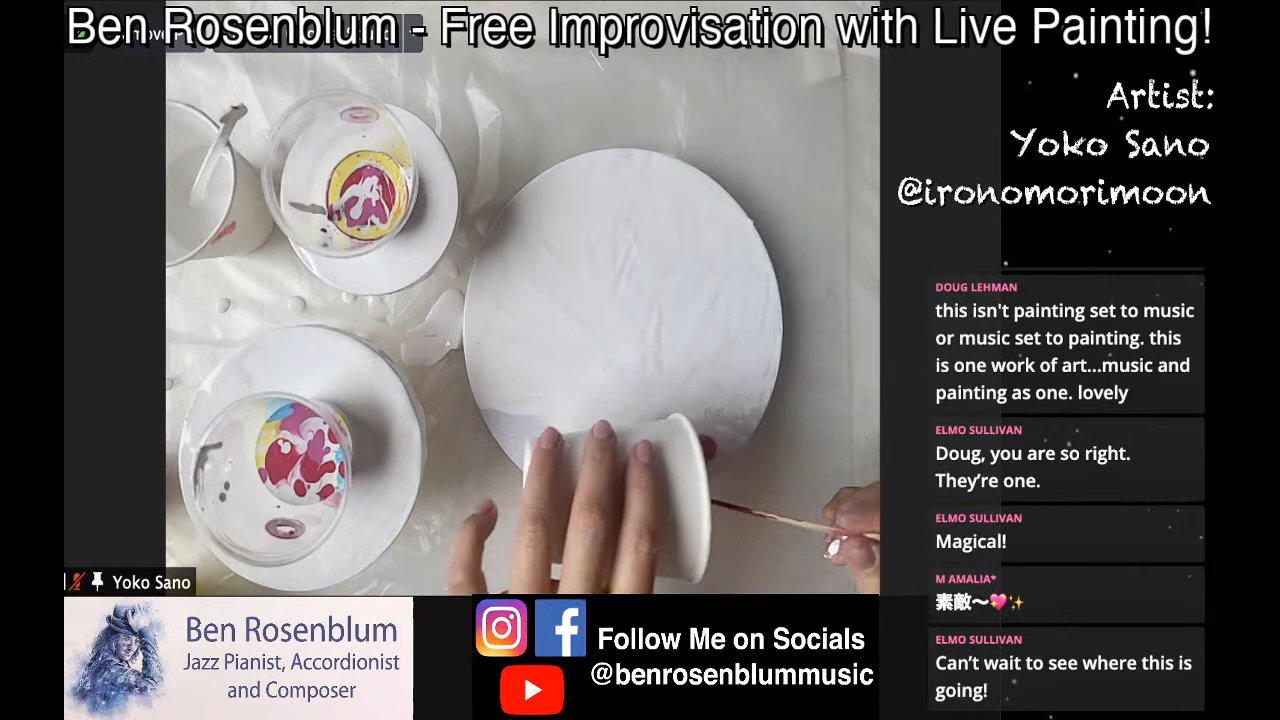 Ben Rosenblum - Free Improvisation with Live Painting!
Artist:
Yoko Sano
@ironomorimoon
DOUG LEHMAN
this isn't painting set to music
or music set to painting. this
is one work of art...music and
painting as one. lovely
ELMO SULLIVAN
Doug, you are so right.
They're one.
ELMO SULLIVAN
Magical!
M AMALIA*
素敵〜💖✨
ELMO SULLIVAN
Can't wait to see where this is
going!
Yoko Sano
Ben Rosenblum
Jazz Pianist, Accordionist
and Composer
Follow Me on Socials
@benrosenblummusic